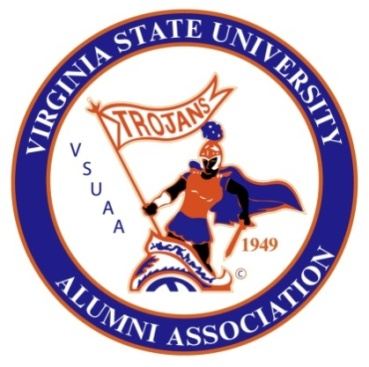 VIRGINIA STATE UNIVERSITY
TROJANS
VSUAA
1949
©
ALUMNI ASSOCIATION